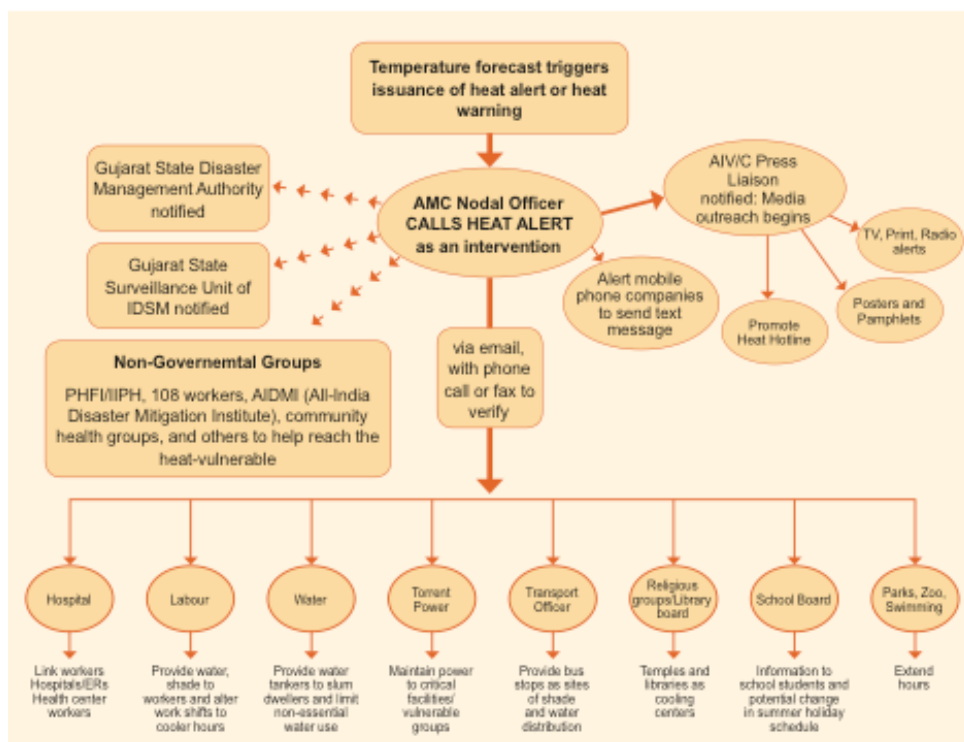 Temperature forecast triggers
issuance of heat alert or heat
warning
Gujarat State Disaster
Management Authority
notified
AMC Nodal Officer
CALLS HEAT ALERT
as an intervention
AIV/C Press
Liaison
notified: Media
outreach begins
TV, Print, Radio
alerts
Gujarat State
Surveillance Unit of
IDSM notified
Alert mobile
phone companies
to send text
message
Posters and
Pamphlets
Promote
Heat Hotline
Non-Governemtal Groups
PHFI/IIPH, 108 workers, AIDMI (All-India
Disaster Mitigation Institute), community
health groups, and others to help reach the
heat-vulnerable
via email,
with phone
call or fax to
verify
Hospital
Labour
Water
Torrent
Power
Transport
Officer
Religious
groups/Library
board
School Board
Parks, Zoo,
Swimming
Link workers
Hospitals/ERs
Health center
workers
Provide water,
shade to
workers and alter
work shifts to
cooler hours
Provide water
tankers to slum
dwellers and limit
non-essential
water use
Maintain power
to critical
facilities/
vulnerable
groups
Provide bus
stops as sites
of shade
and water
distribution
Temples and
libraries as
cooling
centers
Information to
school students and
potential change
in summer holiday
schedule
Extend
hours